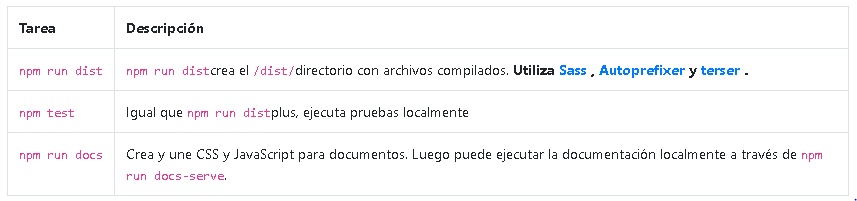 Tarea Descripción
npm run dist npm run distcrea el /dist/directorio con archivos compilados. Utiliza Sass , Autoprefixer y terser .
npm test Igual que npm run distplus, ejecuta pruebas localmente
npm run docs Crea y une CSS y JavaScript para documentos. Luego puede ejecutar la documentación localmente a través de npm
run docs-serve.
.